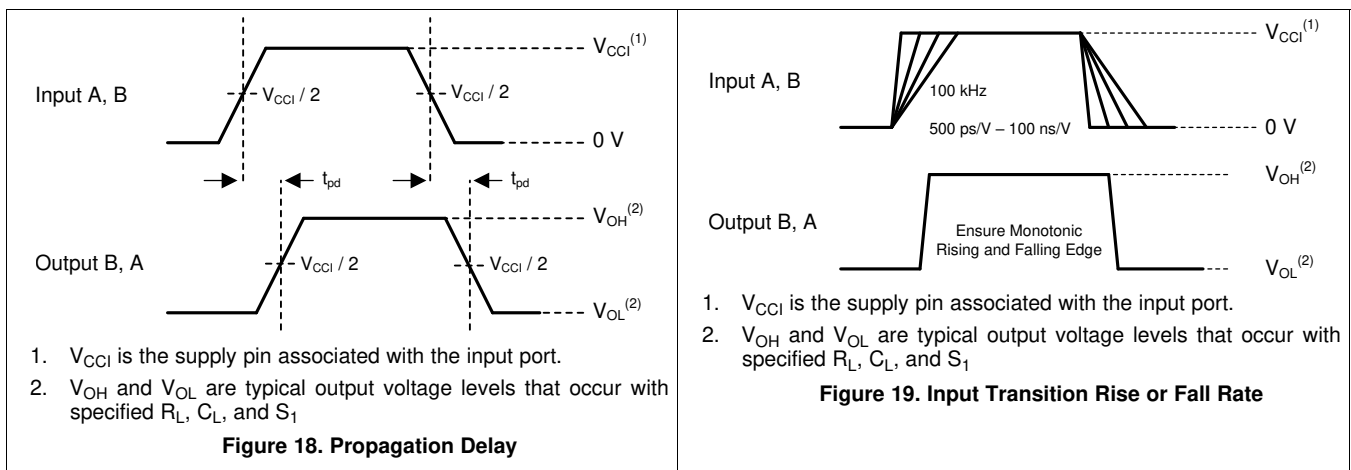 V_CCI^(1)
Input A, B
V_CCI / 2
V_CCI / 2
0 V
t_pd
t_pd
V_OH^(2)
Output B, A
V_CCI / 2
V_CCI / 2
V_OL^(2)
1. V_CCI is the supply pin associated with the input port.
2. V_OH and V_OL are typical output voltage levels that occur with
specified R_L, C_L, and S_1
Figure 18. Propagation Delay
V_CCI^(1)
Input A, B
100 kHz
500 ps/V – 100 ns/V
0 V
V_OH^(2)
Output B, A
Ensure Monotonic
Rising and Falling Edge
V_OL^(2)
1. V_CCI is the supply pin associated with the input port.
2. V_OH and V_OL are typical output voltage levels that occur with
specified R_L, C_L, and S_1
Figure 19. Input Transition Rise or Fall Rate